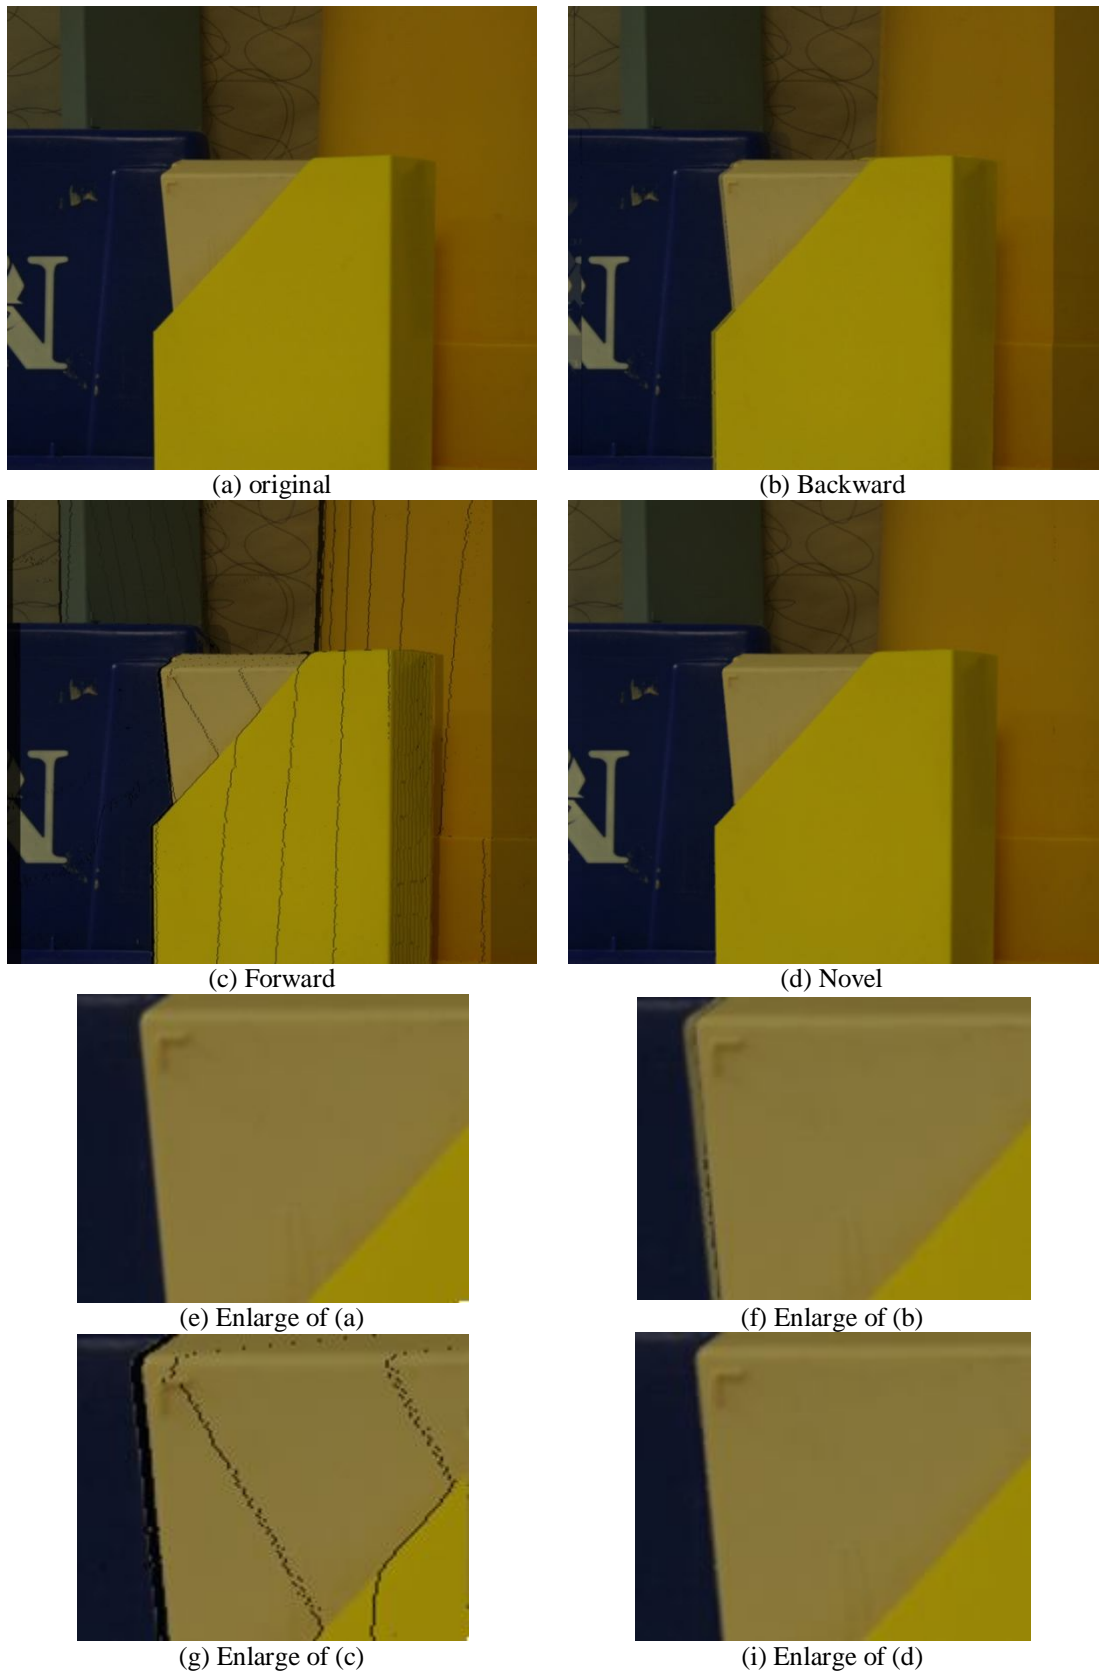 (a) original
(b) Backward
(c) Forward
(d) Novel
(e) Enlarge of (a)
(f) Enlarge of (b)
(g) Enlarge of (c)
(i) Enlarge of (d)